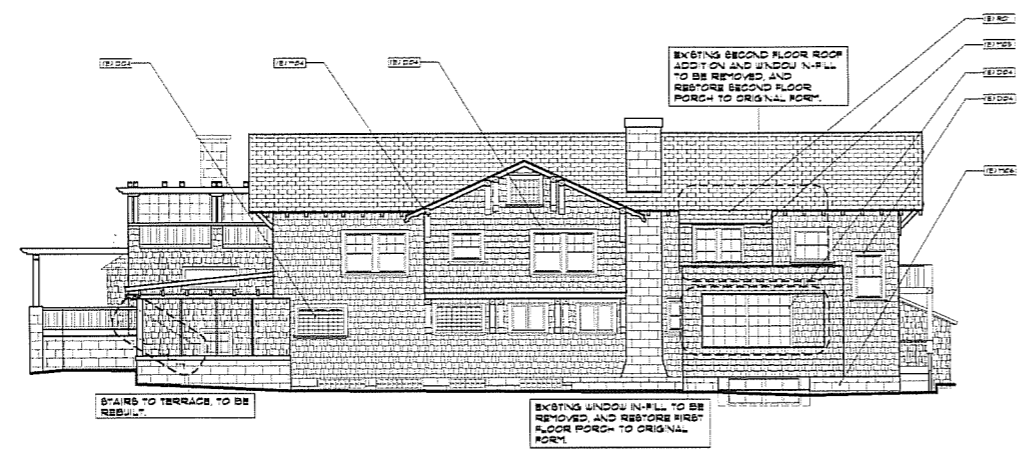 EXISTING SECOND FLOOR ROOF
ADDITION AND WINDOW IN-FILL
TO BE REMOVED, AND
RESTORE SECOND FLOOR
PORCH TO ORIGINAL FORM.
STAIRS TO TERRACE, TO BE
REBUILT.
EXISTING WINDOW IN-FILL TO BE
REMOVED, AND RESTORE FIRST
FLOOR PORCH TO ORIGINAL
FORM.